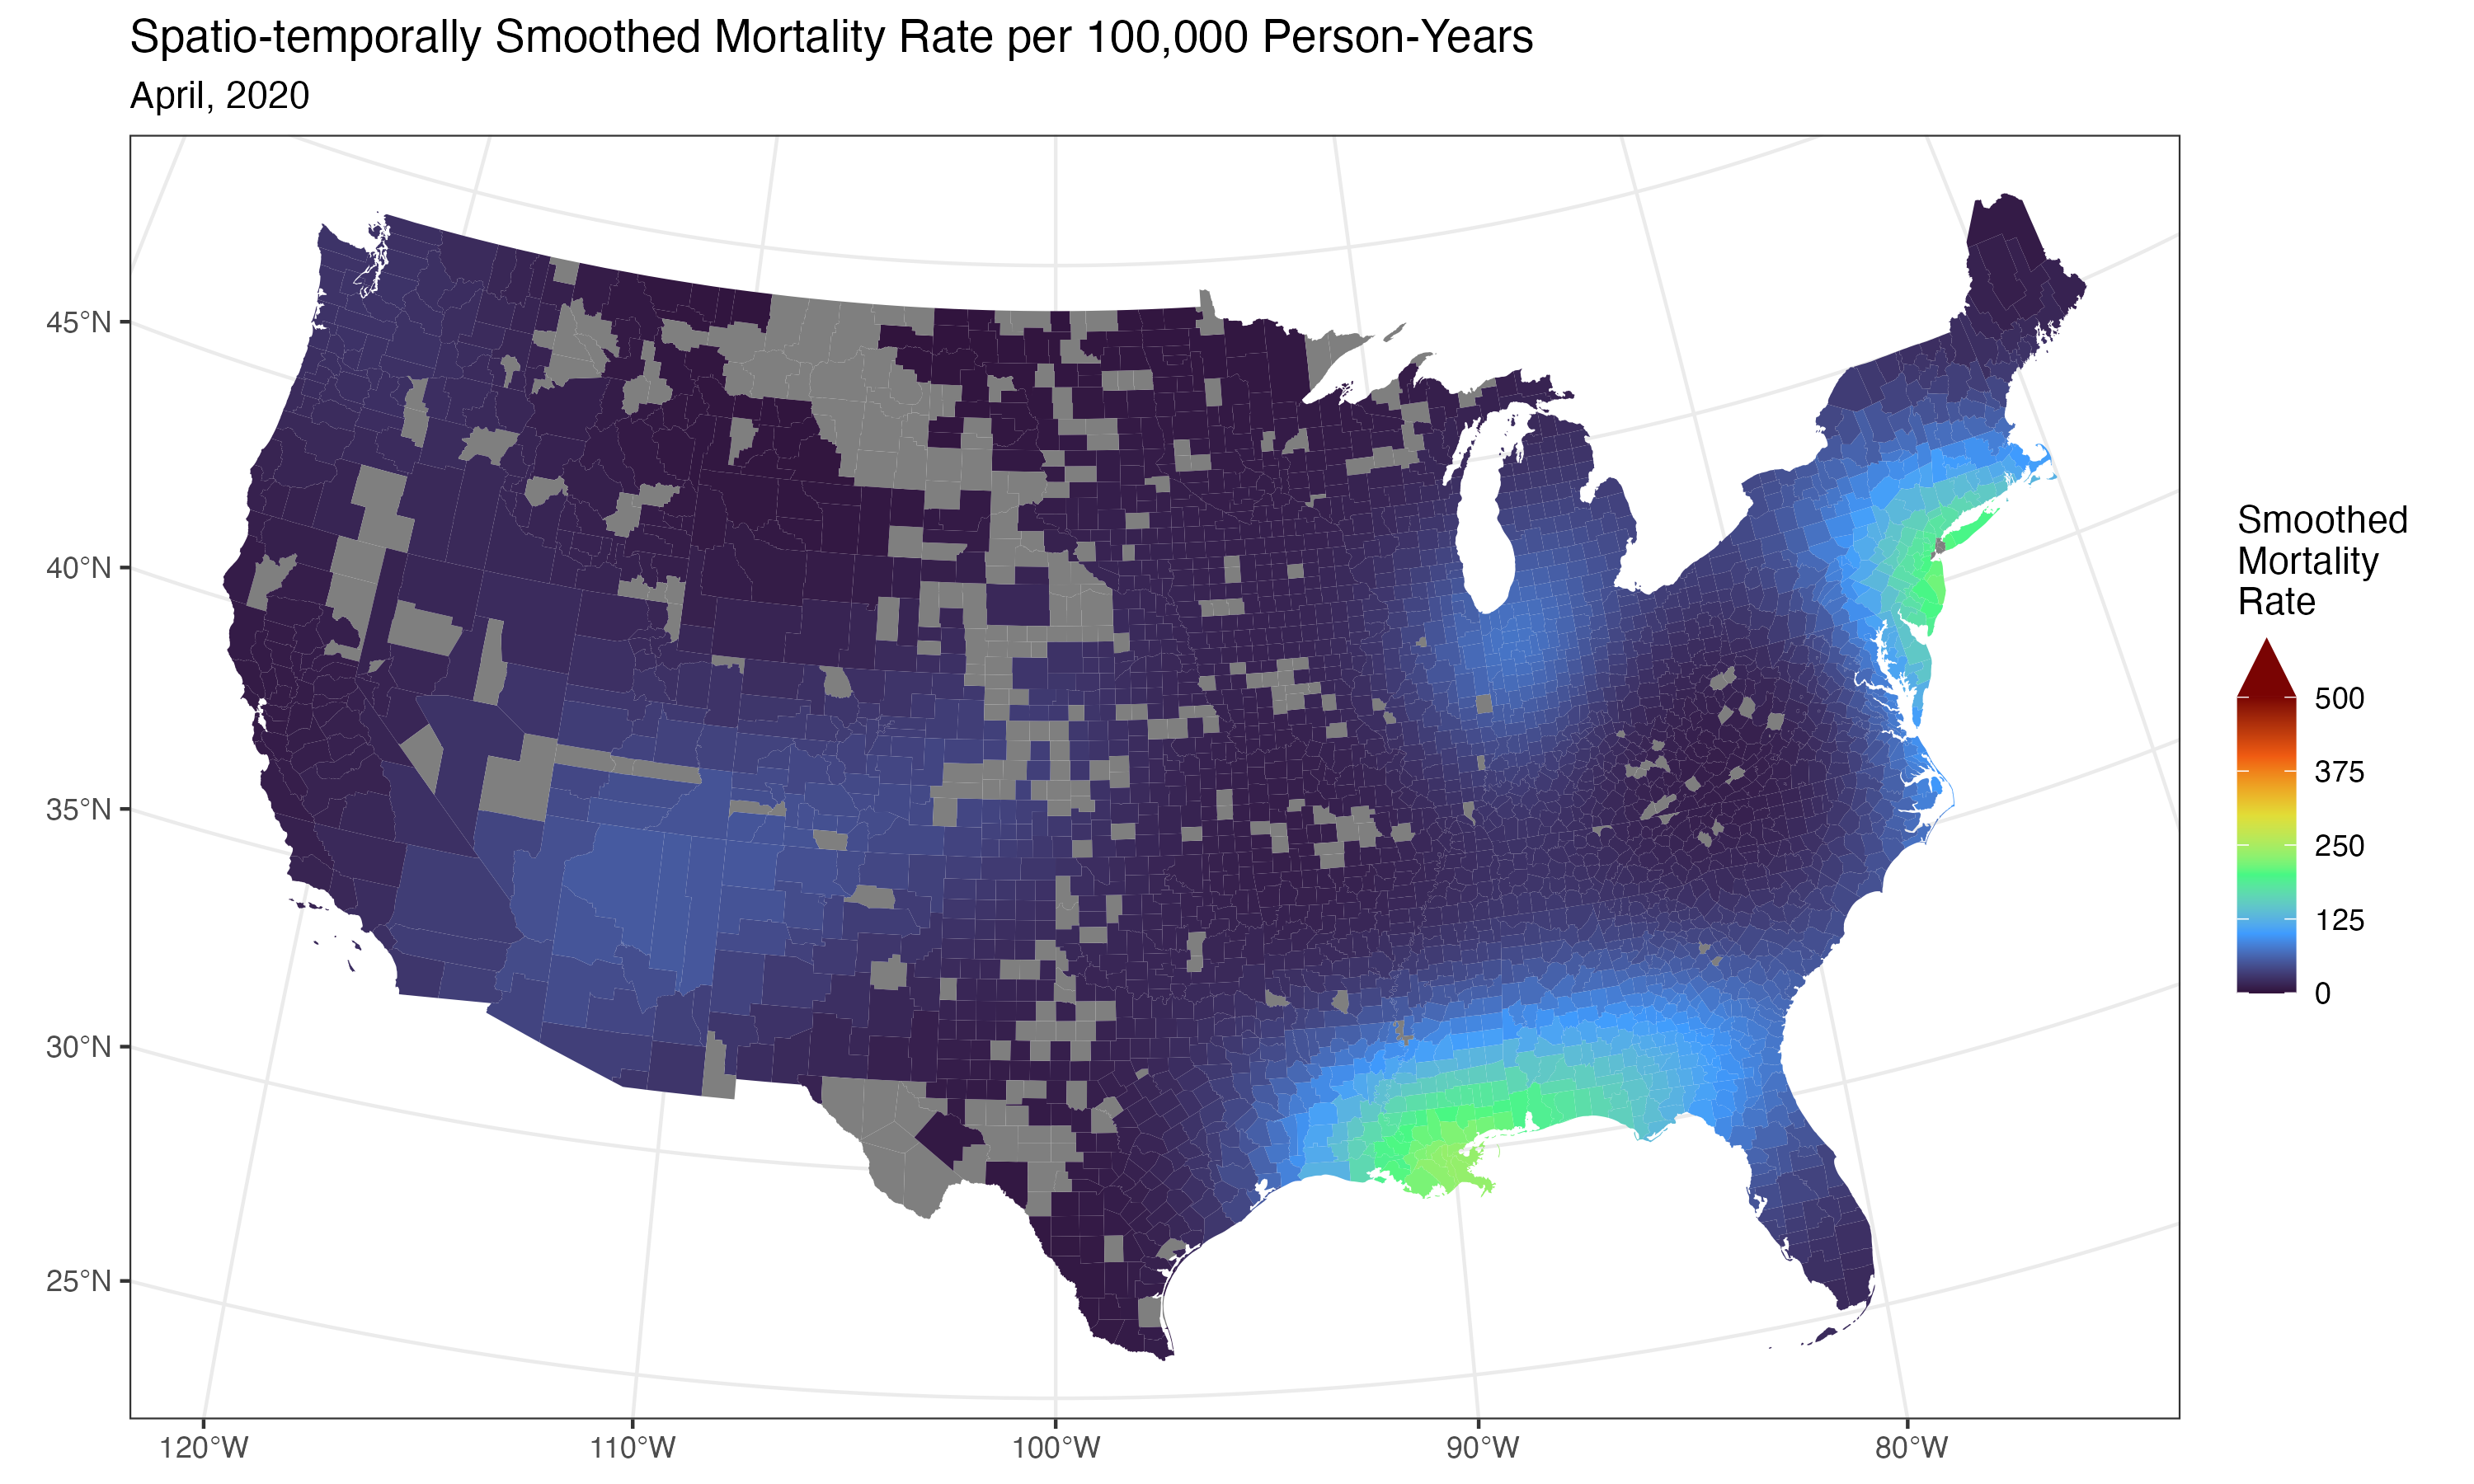 Spatio-temporally Smoothed Mortality Rate per 100,000 Person-Years
April, 2020
45°N
40°N
35°N
30°N
25°N
120°W
110°W
100°W
90°W
80°W
Smoothed
Mortality
Rate
500
375
250
125
0